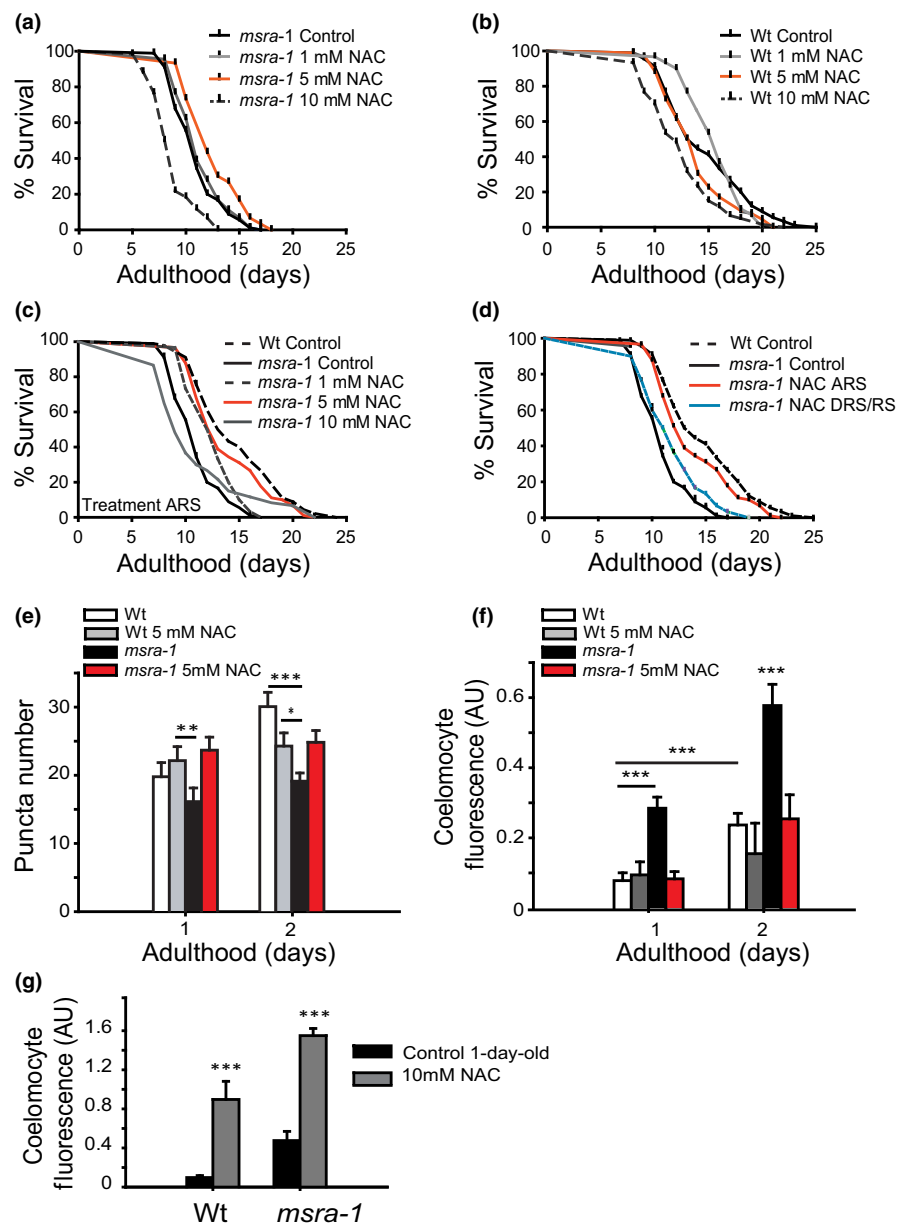 (a)
msra-1 Control
msra-1 1 mM NAC
msra-1 5 mM NAC
msra-1 10 mM NAC
% Survival
100
80
60
40
20
0
0 5 10 15 20 25
Adulthood (days)
(b)
Wt Control
Wt 1 mM NAC
Wt 5 mM NAC
Wt 10 mM NAC
% Survival
100
80
60
40
20
0
0 5 10 15 20 25
Adulthood (days)
(c)
Wt Control
msra-1 Control
msra-1 1 mM NAC
msra-1 5 mM NAC
msra-1 10 mM NAC
% Survival
100
80
60
40
20
0
Treatment ARS
0 5 10 15 20 25
Adulthood (days)
(d)
Wt Control
msra-1 Control
msra-1 NAC ARS
msra-1 NAC DRS/RS
% Survival
100
80
60
40
20
0
0 5 10 15 20 25
Adulthood (days)
(e)
Wt
Wt 5 mM NAC
msra-1
msra-1 5mM NAC
Puncta number
30
20
10
0
**
***
*
1 2
Adulthood (days)
(f)
Wt
Wt 5 mM NAC
msra-1
msra-1 5mM NAC
Coelomocyte
fluorescence (AU)
0.6
0.4
0.2
0
***
***
***
1 2
Adulthood (days)
(g)
Coelomocyte
fluorescence (AU)
1.6
1.2
0.8
0.4
0
***
***
Control 1-day-old
10mM NAC
Wt msra-1